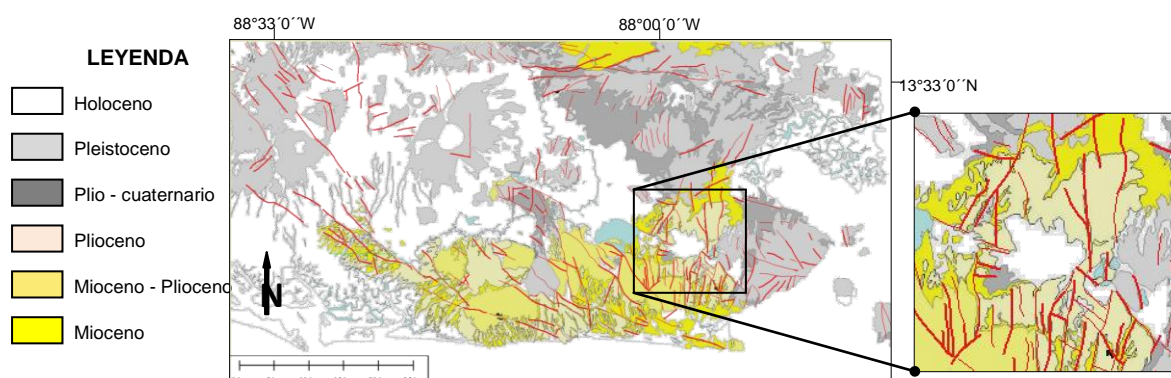 88°33´0´´W
88°00´0´´W
LEYENDA
13°33´0´´N
Holoceno
Pleistoceno
Plio - cuaternario
Plioceno
Mioceno - Plioceno
Mioceno
N